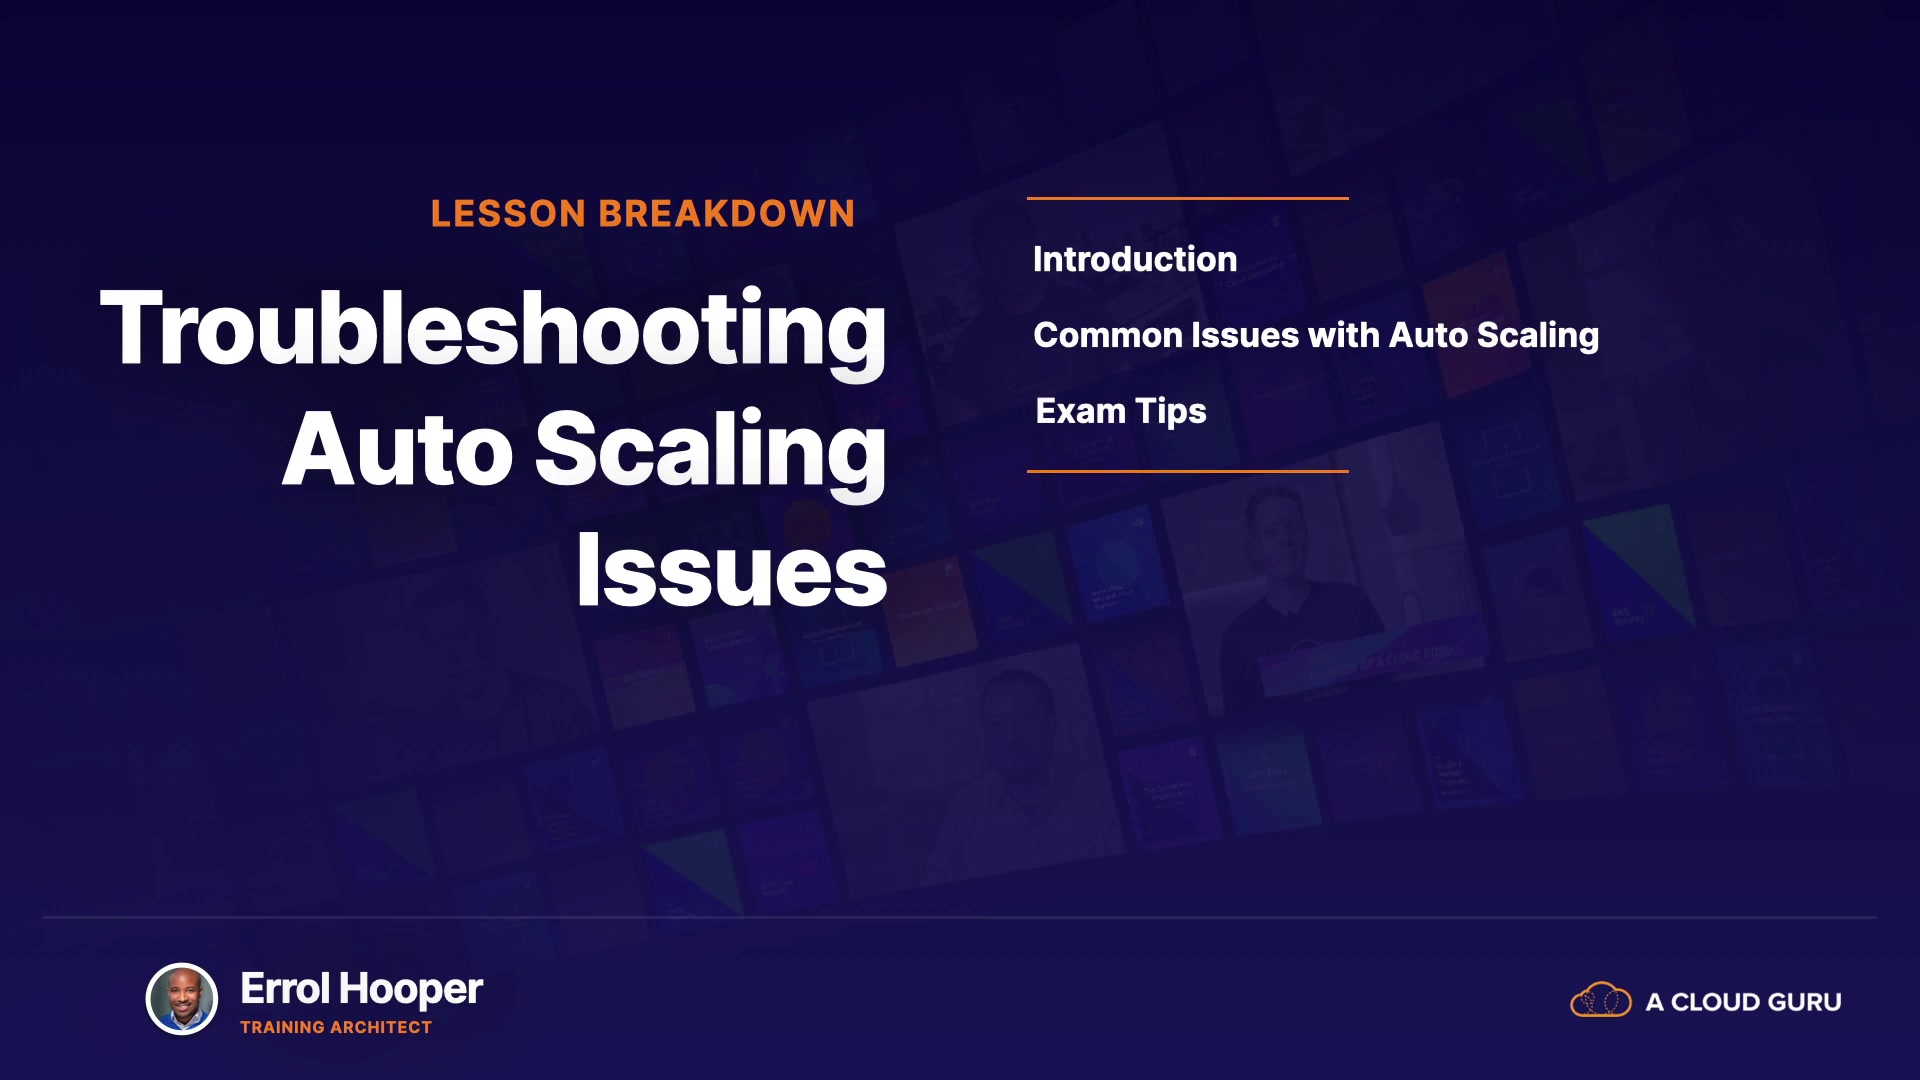 LESSON BREAKDOWN
Troubleshooting
Auto Scaling
Issues
Introduction
Common Issues with Auto Scaling
Exam Tips
Errol Hooper
TRAINING ARCHITECT
A CLOUD GURU